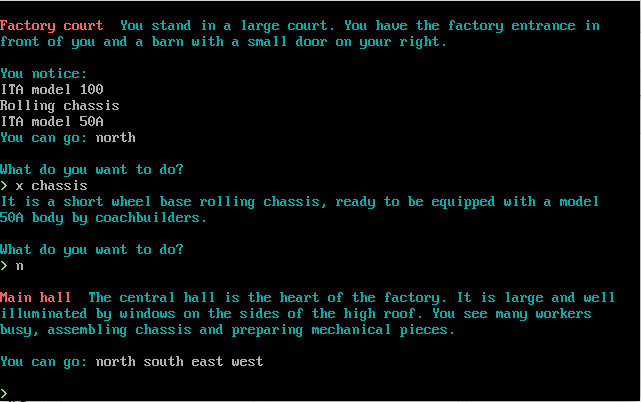 Factory court  You stand in a large court. You have the factory entrance in
front of you and a barn with a small door on your right.
You notice:
ITA model 100
Rolling chassis
ITA model 50A
You can go: north
What do you want to do?
> x chassis
It is a short wheel base rolling chassis, ready to be equipped with a model
50A body by coachbuilders.
What do you want to do?
> n
Main hall  The central hall is the heart of the factory. It is large and well
illuminated by windows on the sides of the high roof. You see many workers
busy, assembling chassis and preparing mechanical pieces.
You can go: north south east west
>